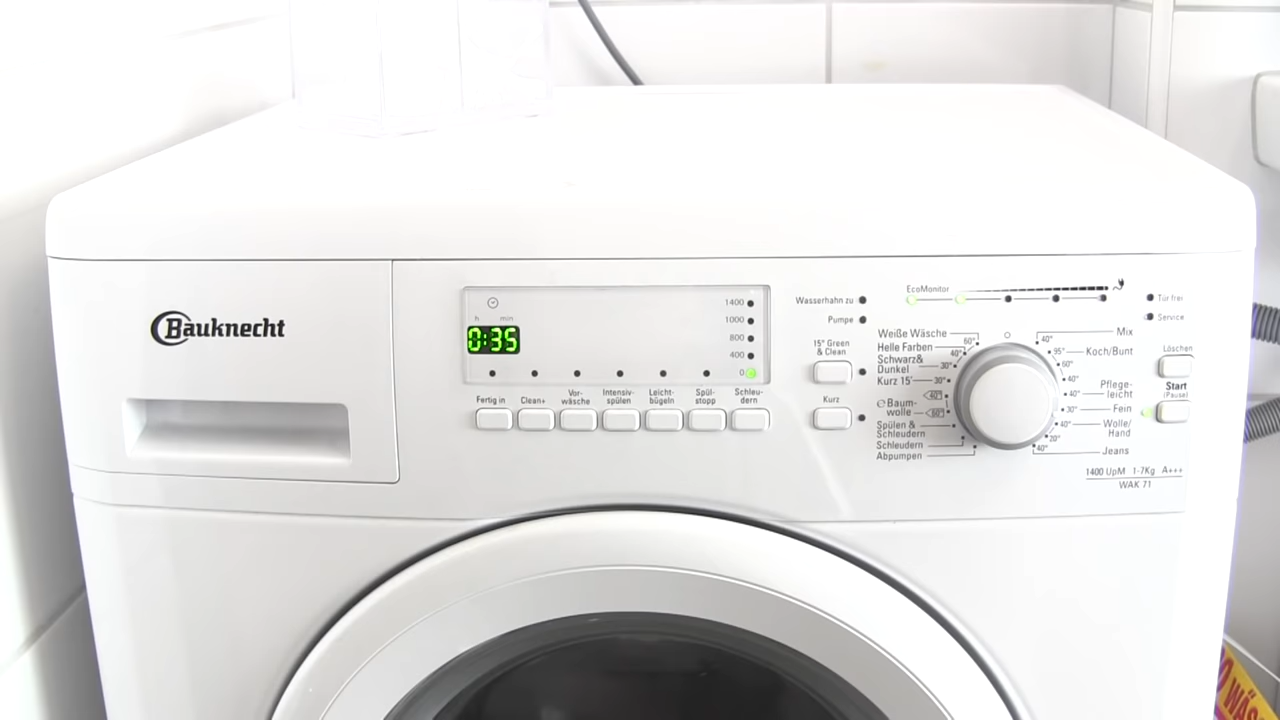 Bauknecht
h min
0:35
1400
1000
800
400
0
Fertig in
Clean+
Vor-
wäsche
Intensiv-
spülen
Leicht-
bügeln
Spül-
stopp
Schleu-
dern
Wasserhahn zu
Pumpe
15° Green
& Clean
Kurz
EcoMonitor
Tür frei
Service
Weiße Wäsche
Helle Farben
Schwarz&
Dunkel
Kurz 15'
Baum-
wolle
Spülen &
Schleudern
Schleudern
Abpumpen
60°
40°
30°
30°
40°
60°
40°
95°
60°
40°
40°
30°
40°
20°
40°
Mix
Koch/Bunt
Pflege-
leicht
Fein
Wolle/
Hand
Jeans
Löschen
Start
(Pause)
1400 UpM 1-7Kg A+++
WAK 71